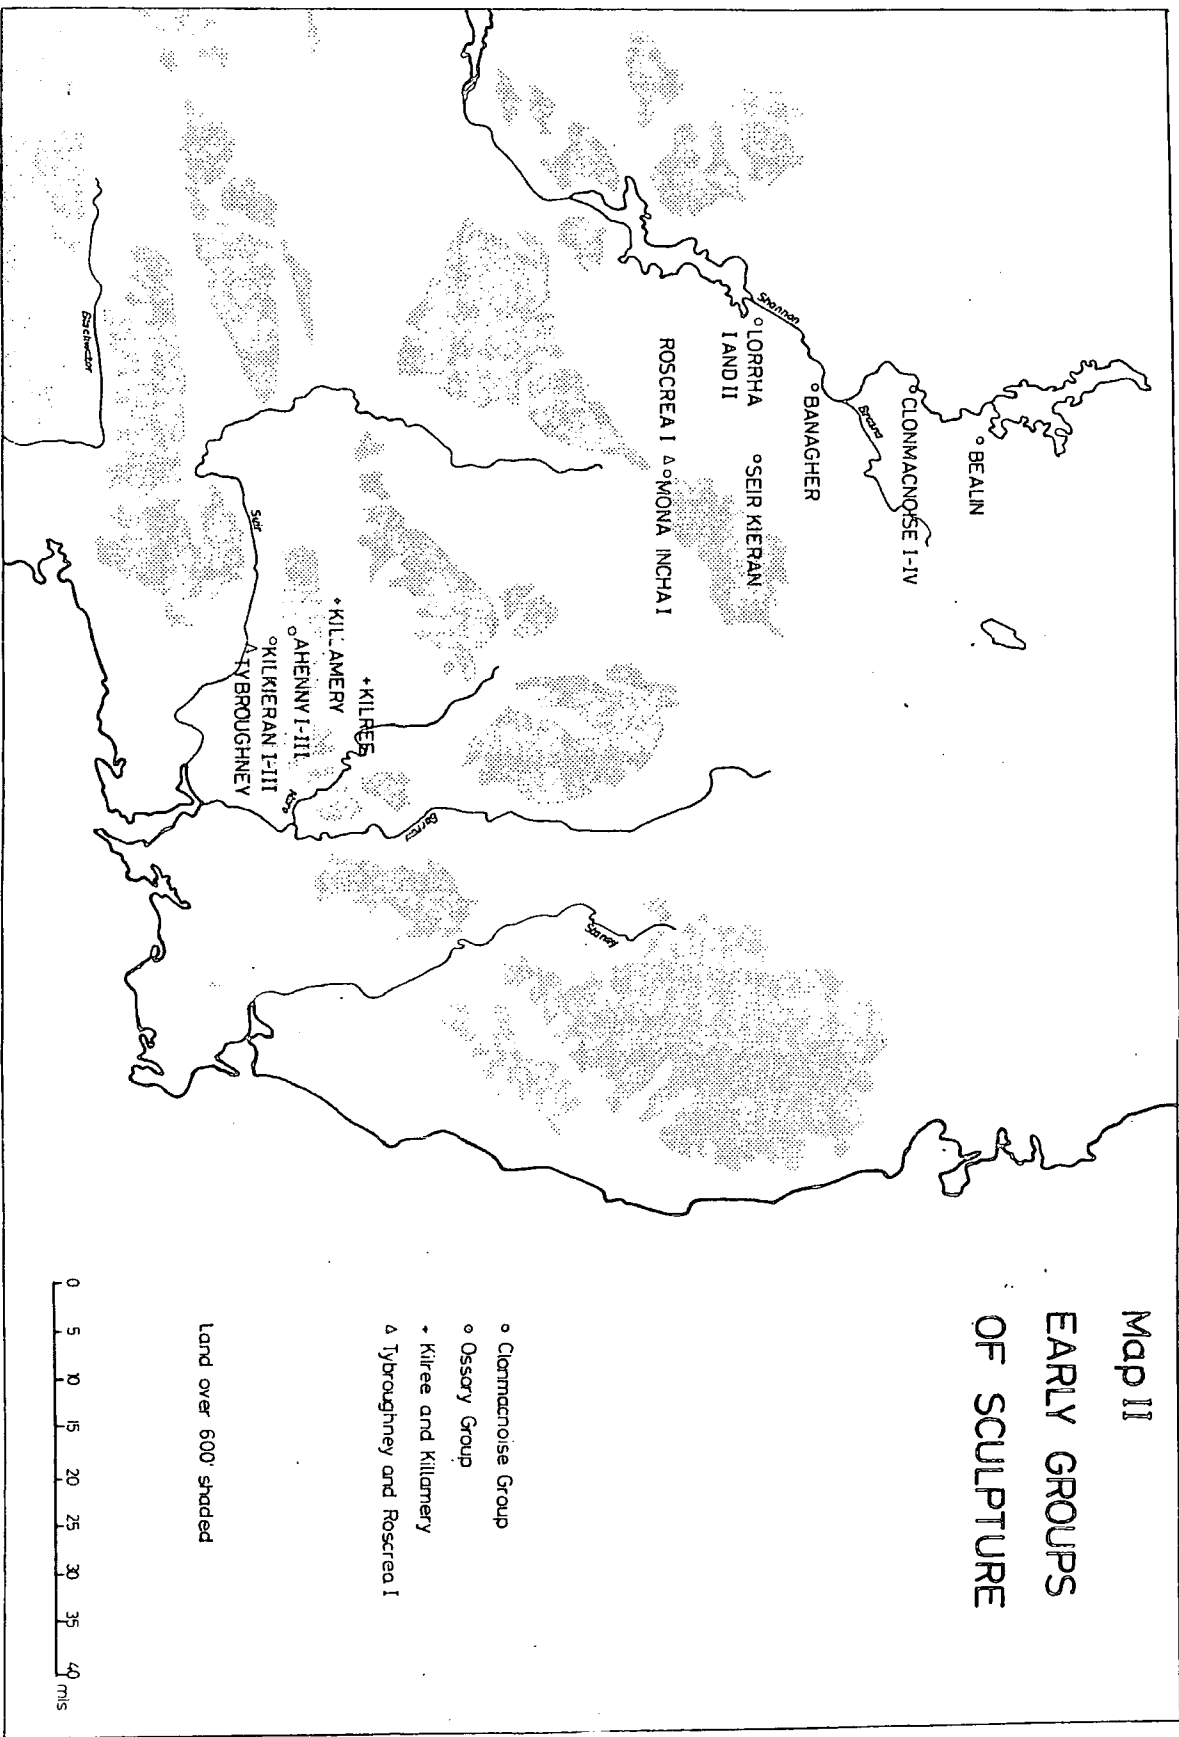 Map II
EARLY GROUPS
OF SCULPTURE
BEALIN
CLONMACNOISE I-IV
Brosna
BANAGHER
Shannon
LORRHA
I AND II
SEIR KIERAN
ROSCREA I
MONA INCHA I
KILREE
KILLAMERY
AHENNY I-III
KILKIERAN I-III
TYBROUGHNEY
Suir
Nore
Barrow
Slaney
Blackwater
o Clonmacnoise Group
o Ossory Group
+ Kilree and Killamery
Δ Tybroughney and Roscrea I
Land over 600' shaded
0 5 10 15 20 25 30 35 40 mls